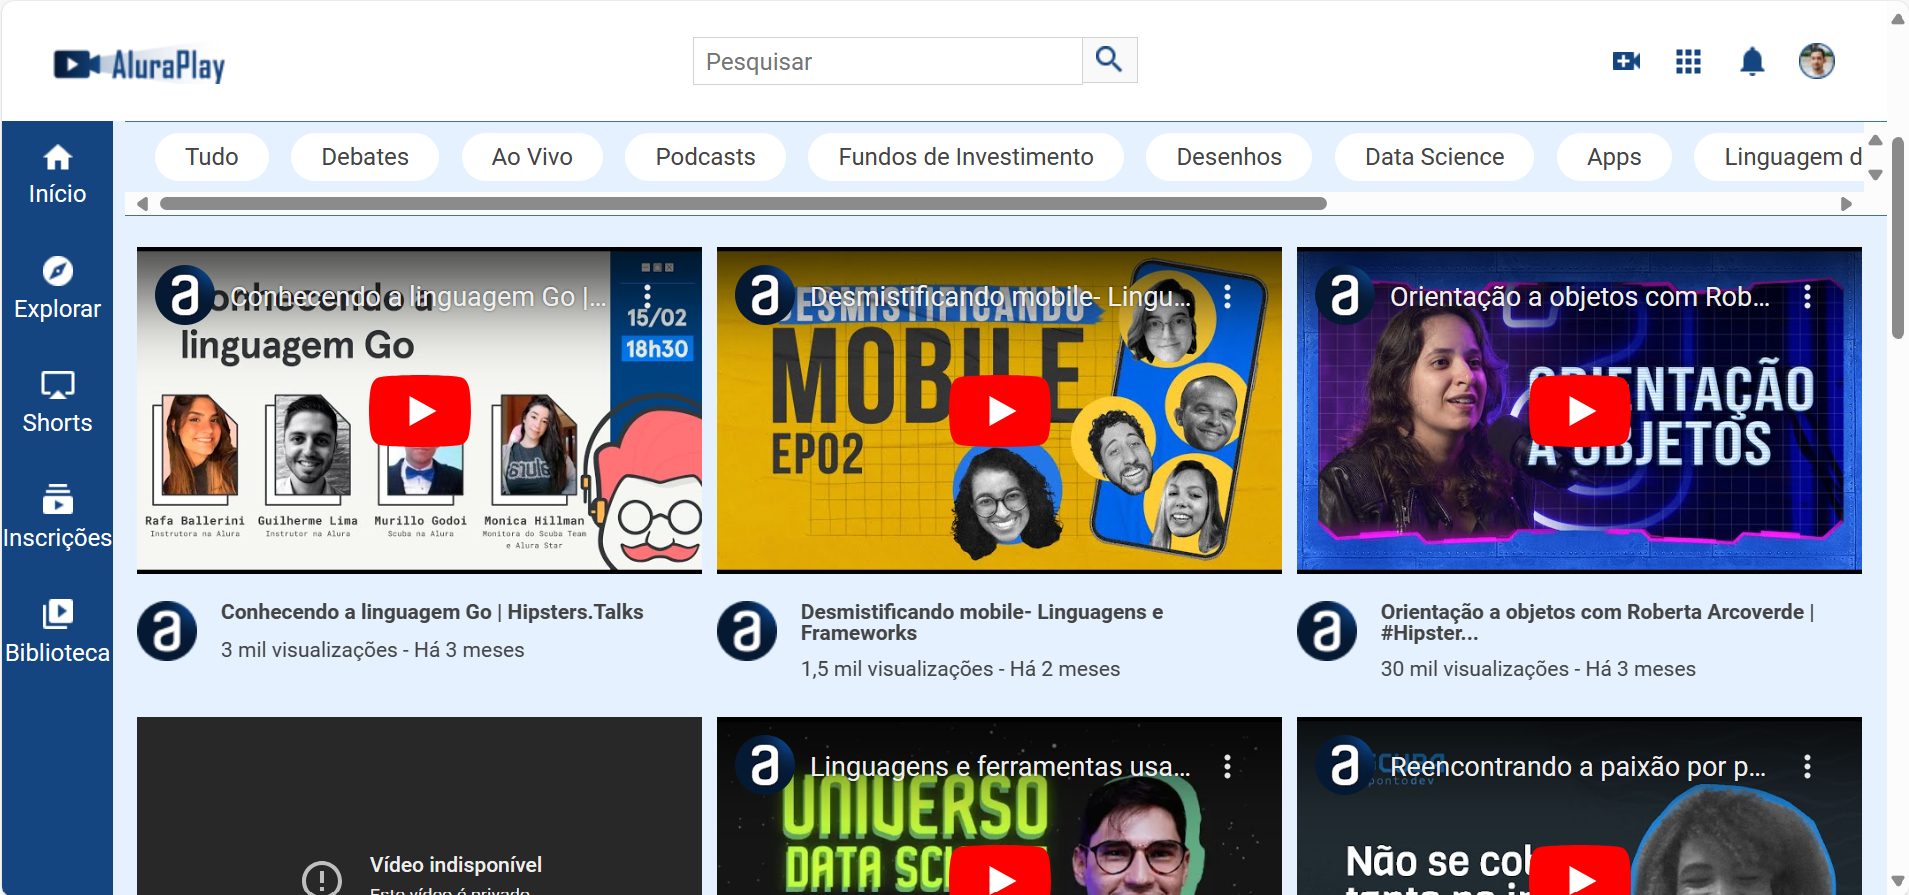 AluraPlay
Pesquisar
Início
Explorar
Shorts
Inscrições
Biblioteca
Tudo
Debates
Ao Vivo
Podcasts
Fundos de Investimento
Desenhos
Data Science
Apps
Linguagem d
Conhecendo a linguagem Go |...
Conhecendo a
linguagem Go
15/02
18h30
Rafa Ballerini
Instrutora na Alura
Guilherme Lima
Instrutor na Alura
Murillo Godoi
Scuba na Alura
Monica Hillman
Monitora do Scuba Team
e Alura Star
Desmistificando mobile- Lingu...
DESMISTIFICANDO
MOBILE
EP02
Orientação a objetos com Rob...
ORIENTAÇÃO
A OBJETOS
Conhecendo a linguagem Go | Hipsters.Talks
3 mil visualizações - Há 3 meses
Desmistificando mobile- Linguagens e
Frameworks
1,5 mil visualizações - Há 2 meses
Orientação a objetos com Roberta Arcoverde |
#Hipster...
30 mil visualizações - Há 3 meses
Vídeo indisponível
Este vídeo é privado
Linguagens e ferramentas usa...
UNIVERSO
DATA SCIENCE
Reencontrando a paixão por p...
pontodev
Não se cob